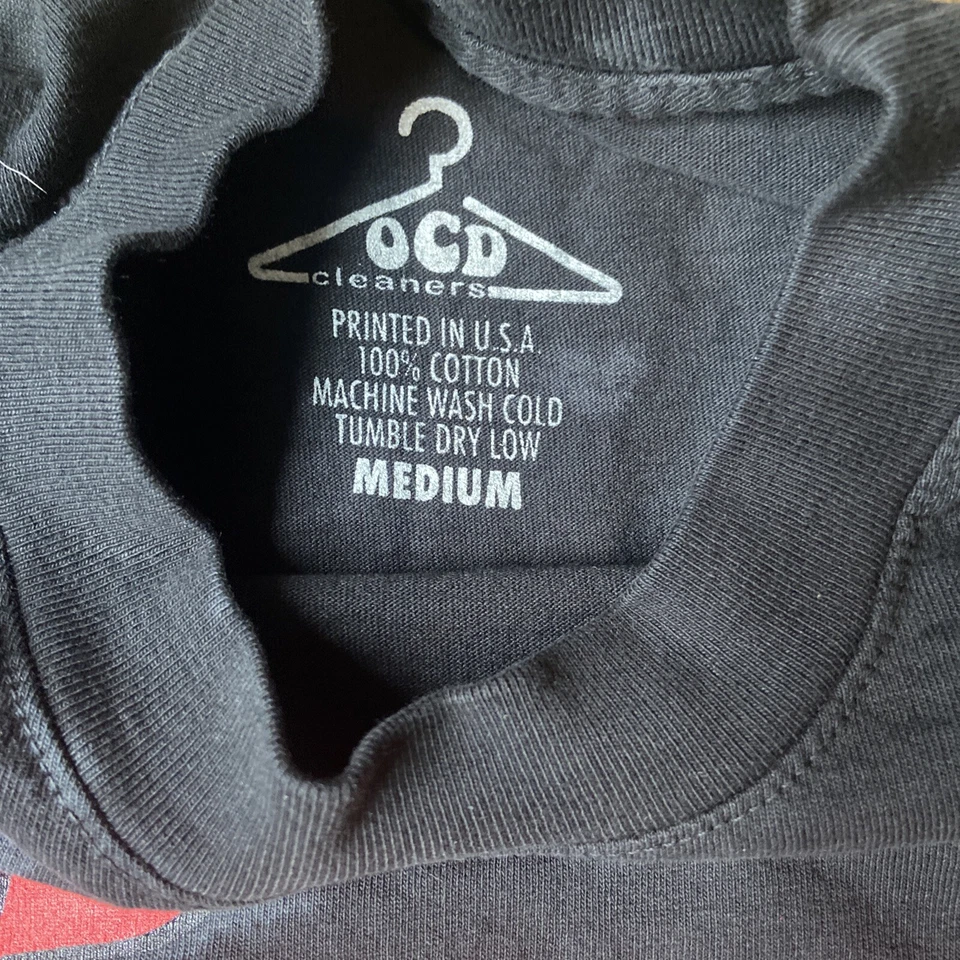 OCD
cleaners
PRINTED IN U.S.A.
100% COTTON
MACHINE WASH COLD
TUMBLE DRY LOW
MEDIUM